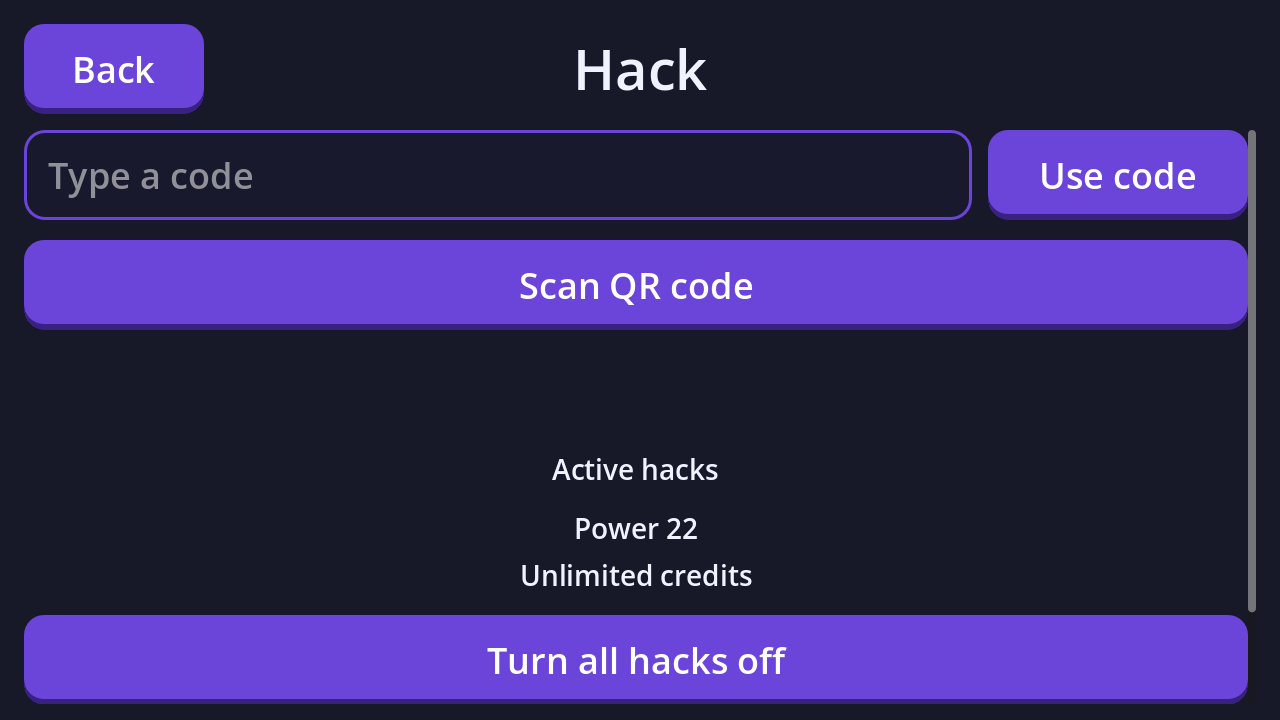 Back
Hack
Type a code
Use code
Scan QR code
Active hacks
Power 22
Unlimited credits
Turn all hacks off